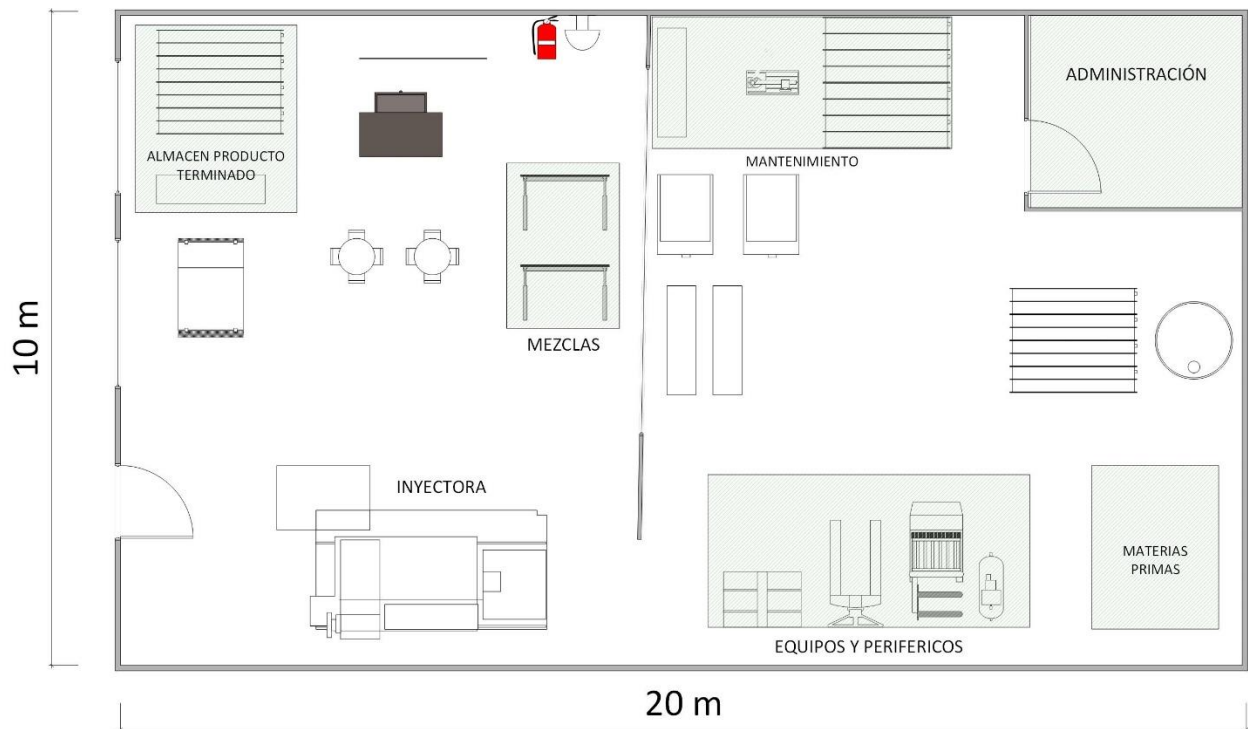 ADMINISTRACIÓN
ALMACEN PRODUCTO
TERMINADO
MANTENIMIENTO
MEZCLAS
10 m
INYECTORA
MATERIAS
PRIMAS
EQUIPOS Y PERIFERICOS
20 m